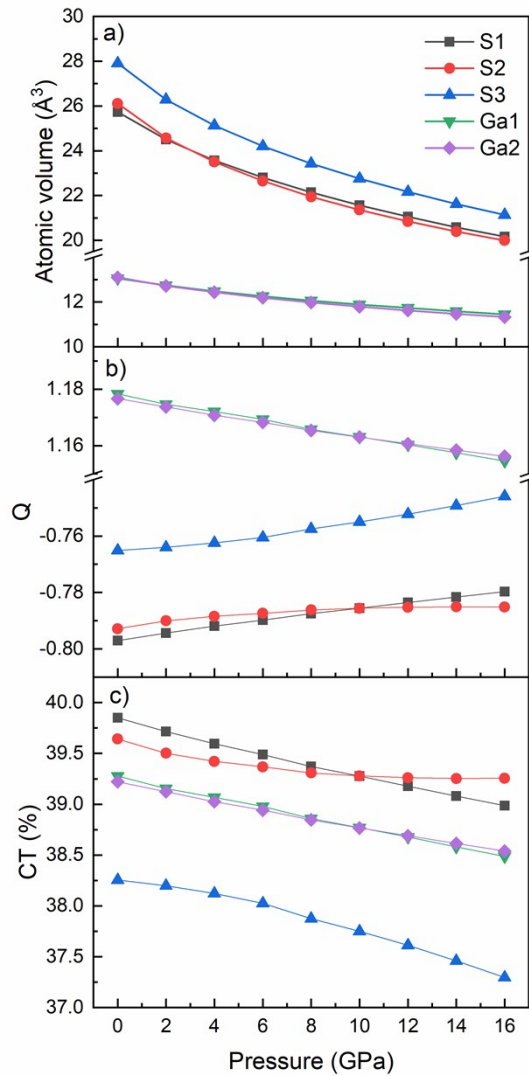 a)
S1
S2
S3
Ga1
Ga2
30
28
26
24
22
20
12
10
Atomic volume (Å³)
b)
1.18
1.16
-0.76
-0.78
-0.80
Q
c)
40.0
39.5
39.0
38.5
38.0
37.5
37.0
CT (%)
0 2 4 6 8 10 12 14 16
Pressure (GPa)